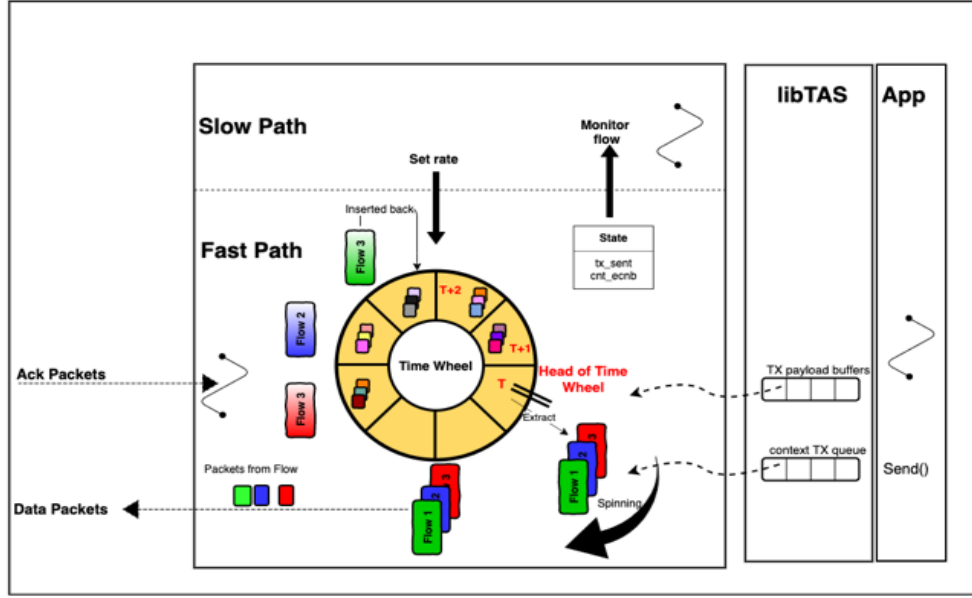 libTAS
App
Slow Path
Monitor
flow
Set rate
Inserted back
State
tx_sent
cnt_ecnb
Fast Path
Flow 3
T+2
Flow 2
Time Wheel
T+1
Head of Time
Wheel
T
TX payload buffers
Ack Packets
Flow 3
Extract
3
2
Flow 1
context TX queue
Send()
Packets from Flow
3
2
Flow 1
Spinning
Data Packets